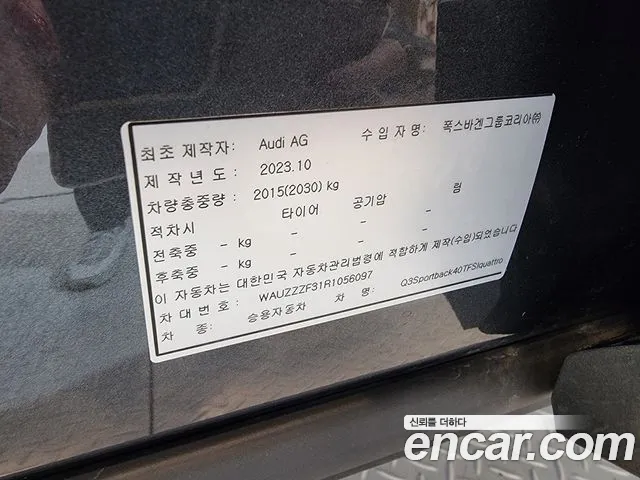 최초 제작자: Audi AG 수 입 자 명: 폭스바겐그룹코리아㈜
제 작 년 도 : 2023.10
차량총중량 : 2015(2030) kg
적차시 타이어 공기압 림
전축중 - kg - - -
후축중 - kg - - -
이 자동차는 대한민국 자동차관리법령에 적합하게 제작(수입)되었습니다
차 대 번 호 : WAUZZZF31R1056097
차 종: 승용자동차 차 명: Q3Sportback40TFSIquattro
신뢰를 더하다
encar.com